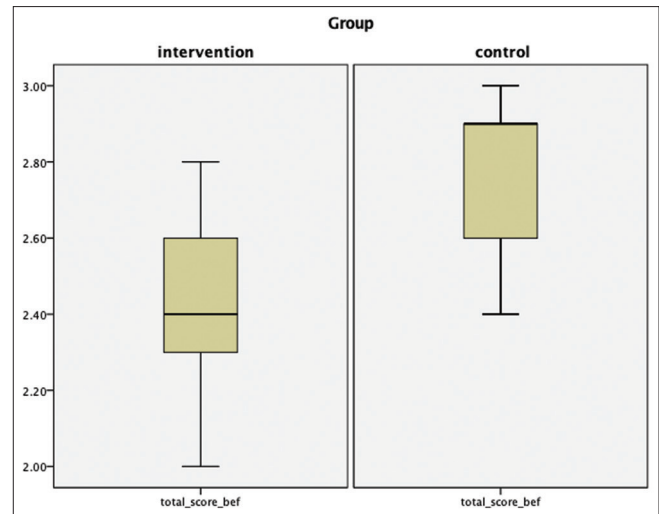 Group
intervention control
3.00
2.80
2.60
2.40
2.20
2.00
total_score_bef total_score_bef